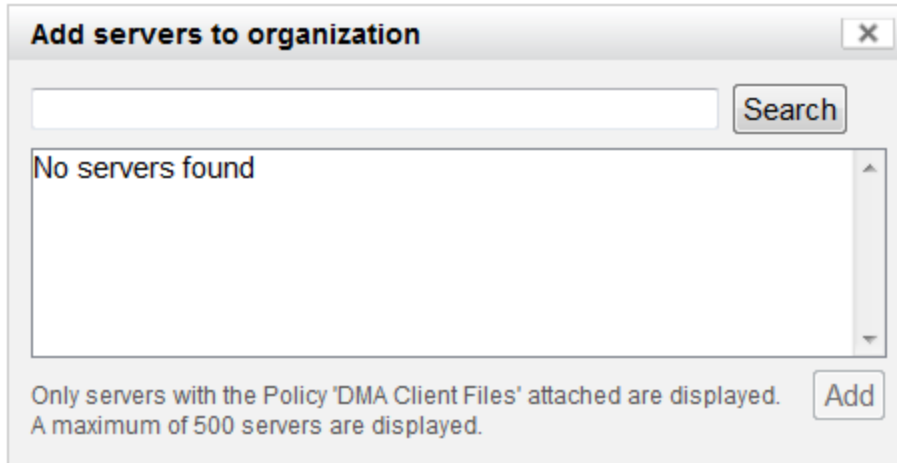 Add servers to organization
Search
No servers found
Only servers with the Policy 'DMA Client Files' attached are displayed.
A maximum of 500 servers are displayed.
Add